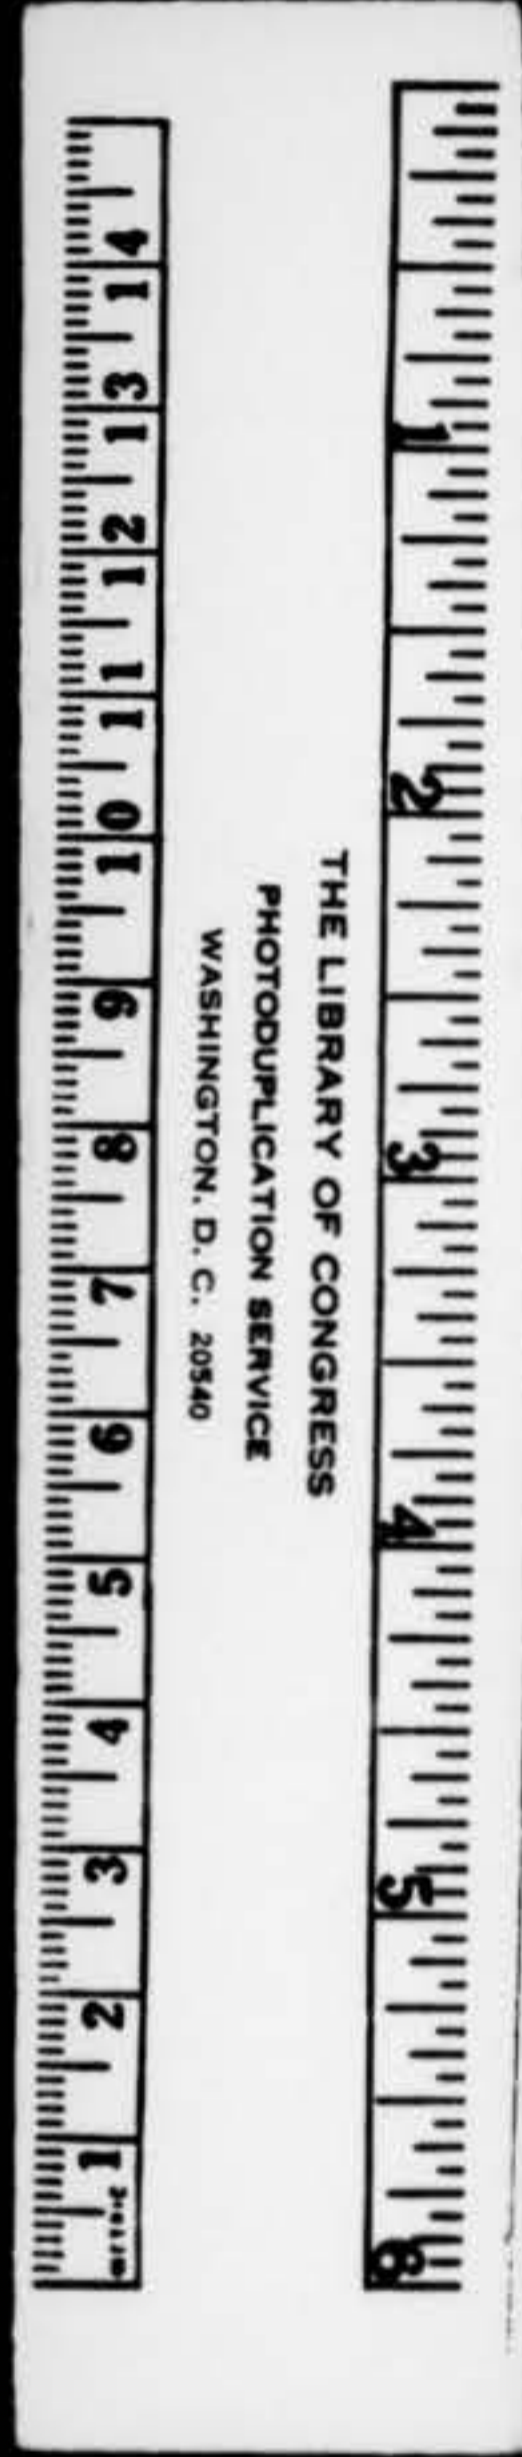 1 2 3 4 5 6
THE LIBRARY OF CONGRESS
PHOTODUPLICATION SERVICE
WASHINGTON, D. C. 20540
METRIC 1 2 3 4 5 6 7 8 9 10 11 12 13 14